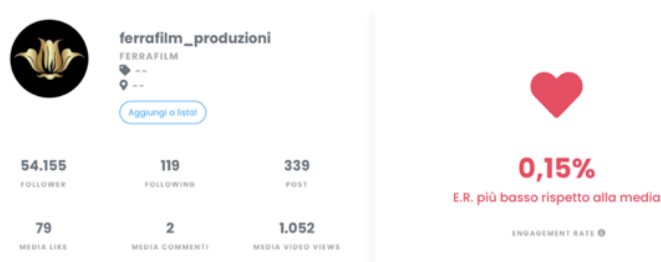 ferrafilm_produzioni
FERRAFILM
--
--
Aggiungi a lista!
54.155
119
339
FOLLOWER
FOLLOWING
POST
79
2
1.052
MEDIA LIKE
MEDIA COMMENTI
MEDIA VIDEO VIEWS
0,15%
E.R. più basso rispetto alla media
ENGAGEMENT RATE